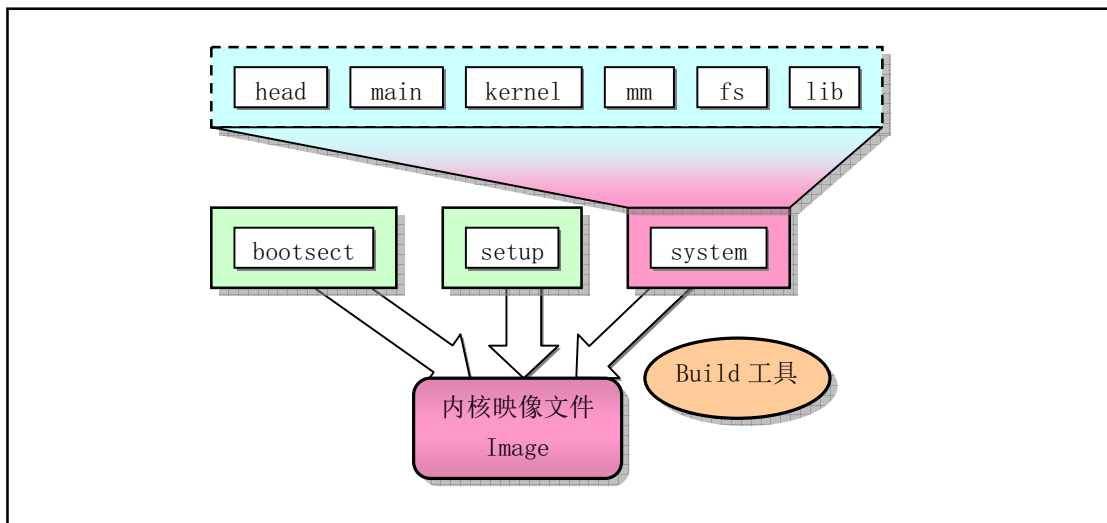 head main kernel mm fs lib
bootsect setup system
Build 工具
内核映像文件
Image